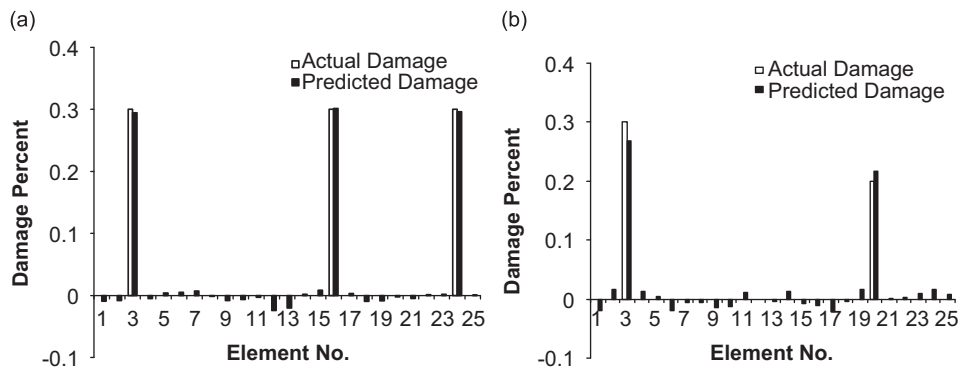 (a)
0.4
Actual Damage
Predicted Damage
0.3
0.2
0.1
0
-0.1
Damage Percent
1 3 5 7 9 11 13 15 17 19 21 23 25
Element No.
(b)
0.4
Actual Damage
Predicted Damage
0.3
0.2
0.1
0
-0.1
Damage Percent
1 3 5 7 9 11 13 15 17 19 21 23 25
Element No.